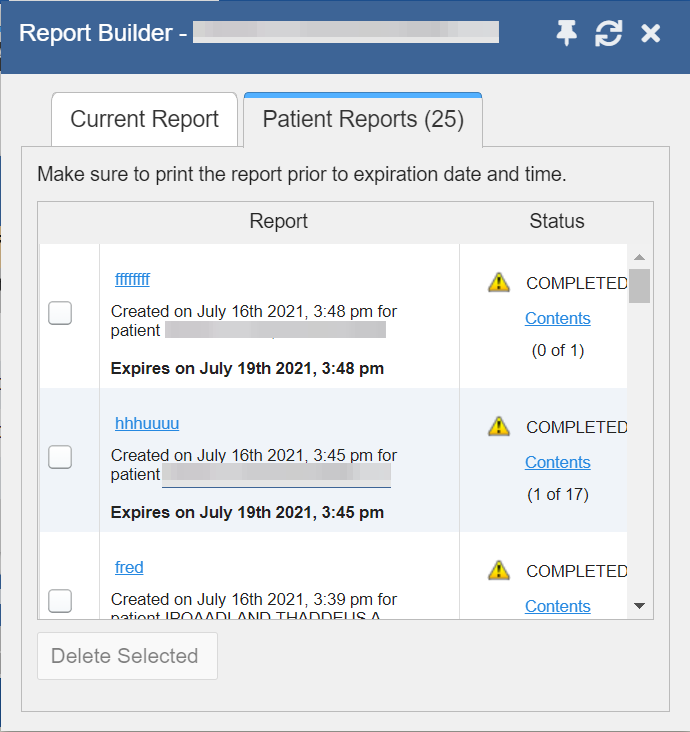 Report Builder -
Current Report
Patient Reports (25)
Make sure to print the report prior to expiration date and time.
Report Status
ffffffff
Created on July 16th 2021, 3:48 pm for
patient
Expires on July 19th 2021, 3:48 pm
COMPLETED
Contents
(0 of 1)
hhhuuuu
Created on July 16th 2021, 3:45 pm for
patient
Expires on July 19th 2021, 3:45 pm
COMPLETED
Contents
(1 of 17)
fred
Created on July 16th 2021, 3:39 pm for
patient
COMPLETED
Contents
Delete Selected